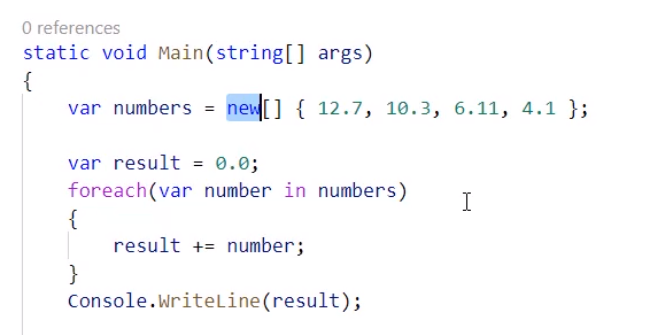 0 references
static void Main(string[] args)
{
var numbers = new[] { 12.7, 10.3, 6.11, 4.1 };
var result = 0.0;
foreach(var number in numbers)
{
result += number;
}
Console.WriteLine(result);